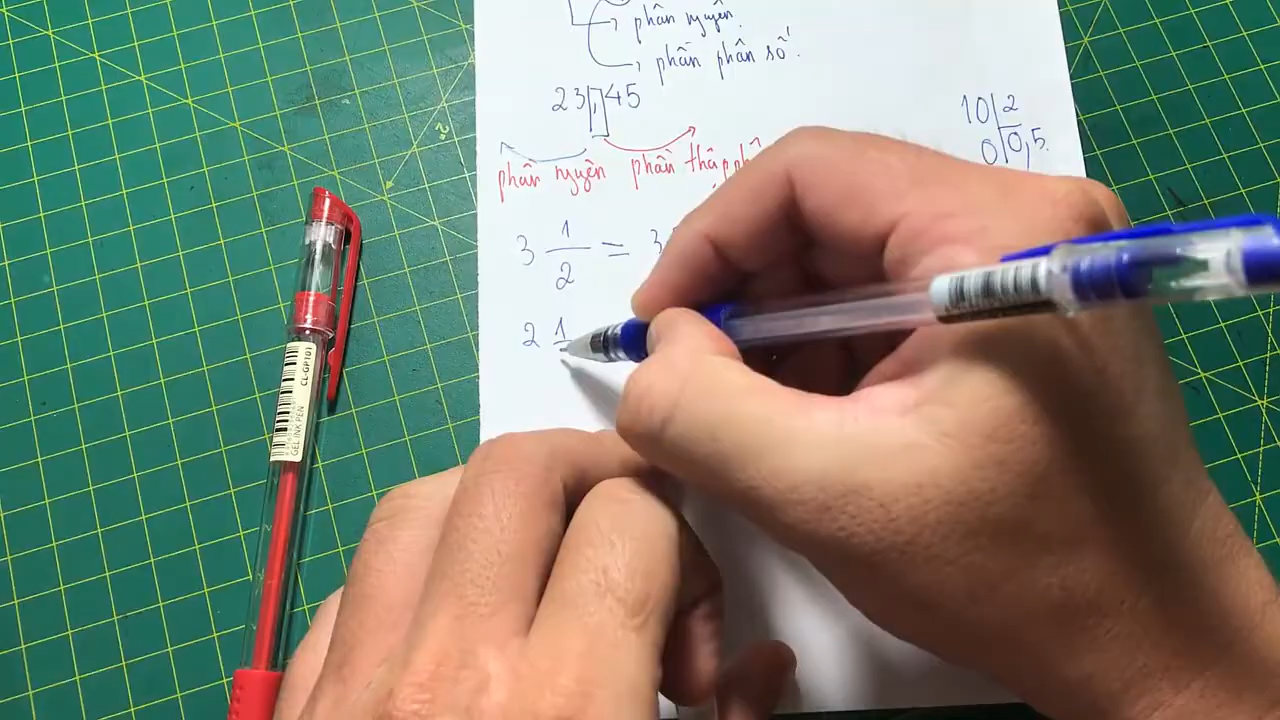 phần nguyên.
phần phân số.
23,45
phần nguyên phần thập
10 2
0 0,5
3 1/2 = 3
2 1
CL-GP101
GEL INK PEN